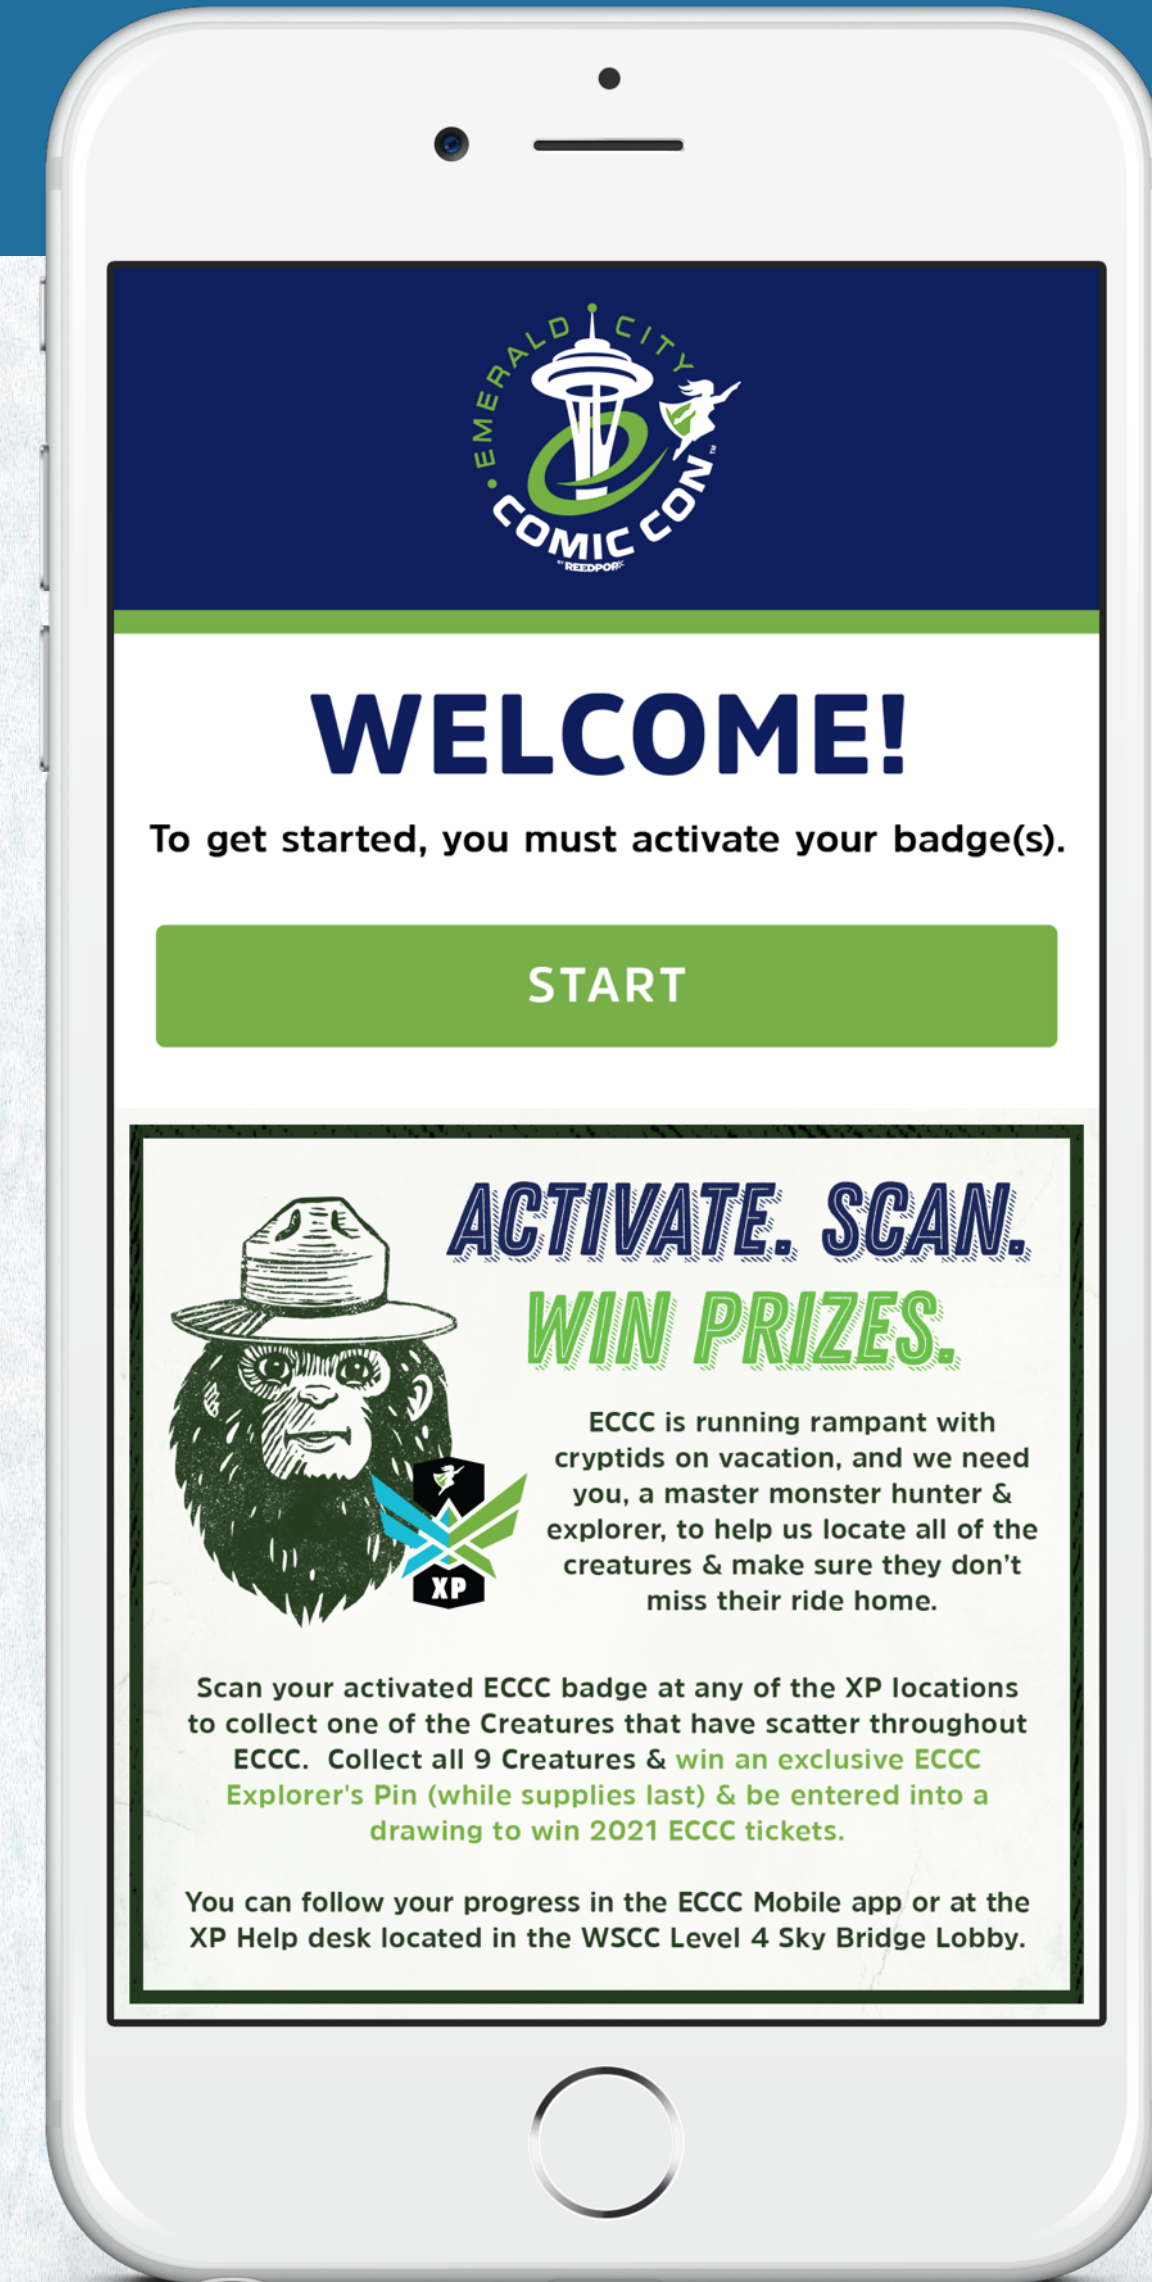 EMERALD CITY
COMIC CON™
BY REEDPOP
WELCOME!
To get started, you must activate your badge(s).
START
ACTIVATE. SCAN.
WIN PRIZES.
ECCC is running rampant with
cryptids on vacation, and we need
you, a master monster hunter &
explorer, to help us locate all of the
creatures & make sure they don't
miss their ride home.
XP
Scan your activated ECCC badge at any of the XP locations
to collect one of the Creatures that have scatter throughout
ECCC. Collect all 9 Creatures & win an exclusive ECCC
Explorer's Pin (while supplies last) & be entered into a
drawing to win 2021 ECCC tickets.
You can follow your progress in the ECCC Mobile app or at the
XP Help desk located in the WSCC Level 4 Sky Bridge Lobby.